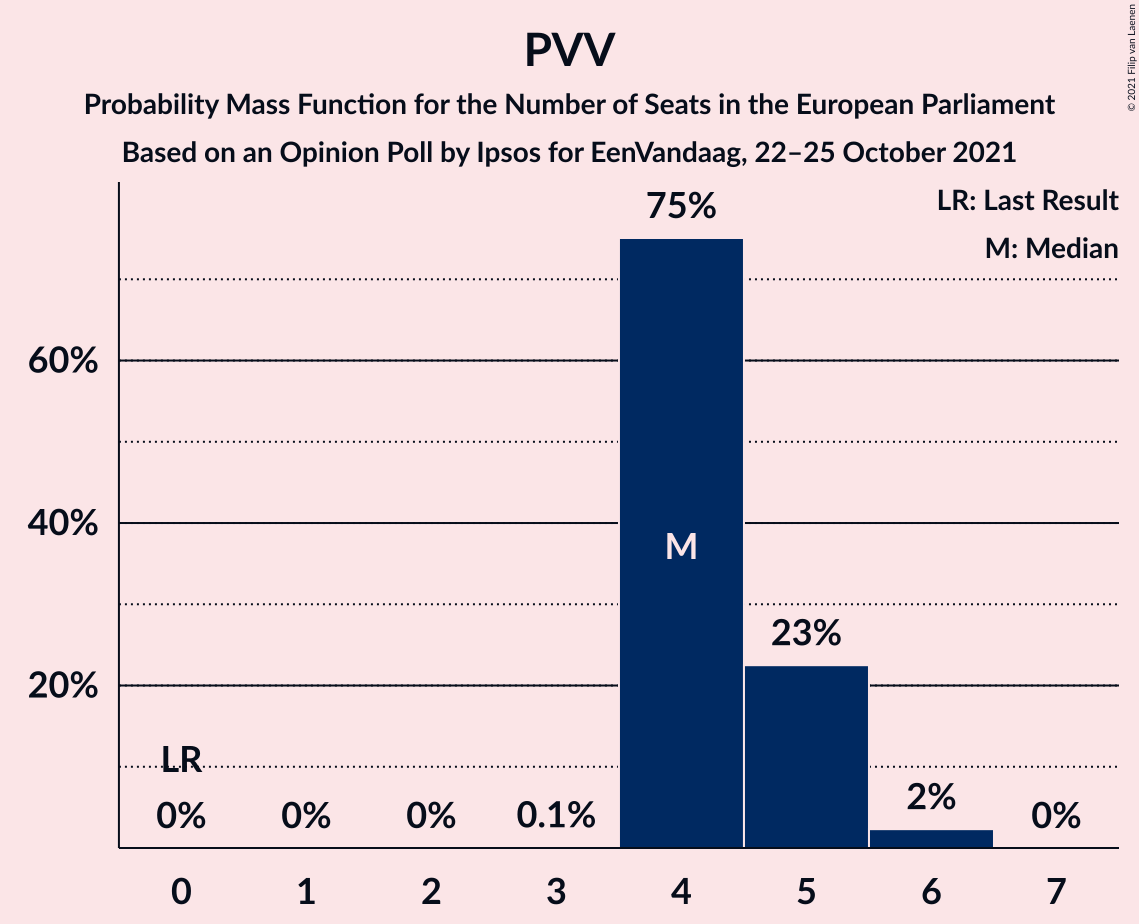 PVV
Probability Mass Function for the Number of Seats in the European Parliament
Based on an Opinion Poll by Ipsos for EenVandaag, 22–25 October 2021
© 2021 Filip van Laenen
LR: Last Result
M: Median
75%
60%
40%
M
23%
20%
LR
0%
0%
0%
0.1%
2%
0%
0 1 2 3 4 5 6 7